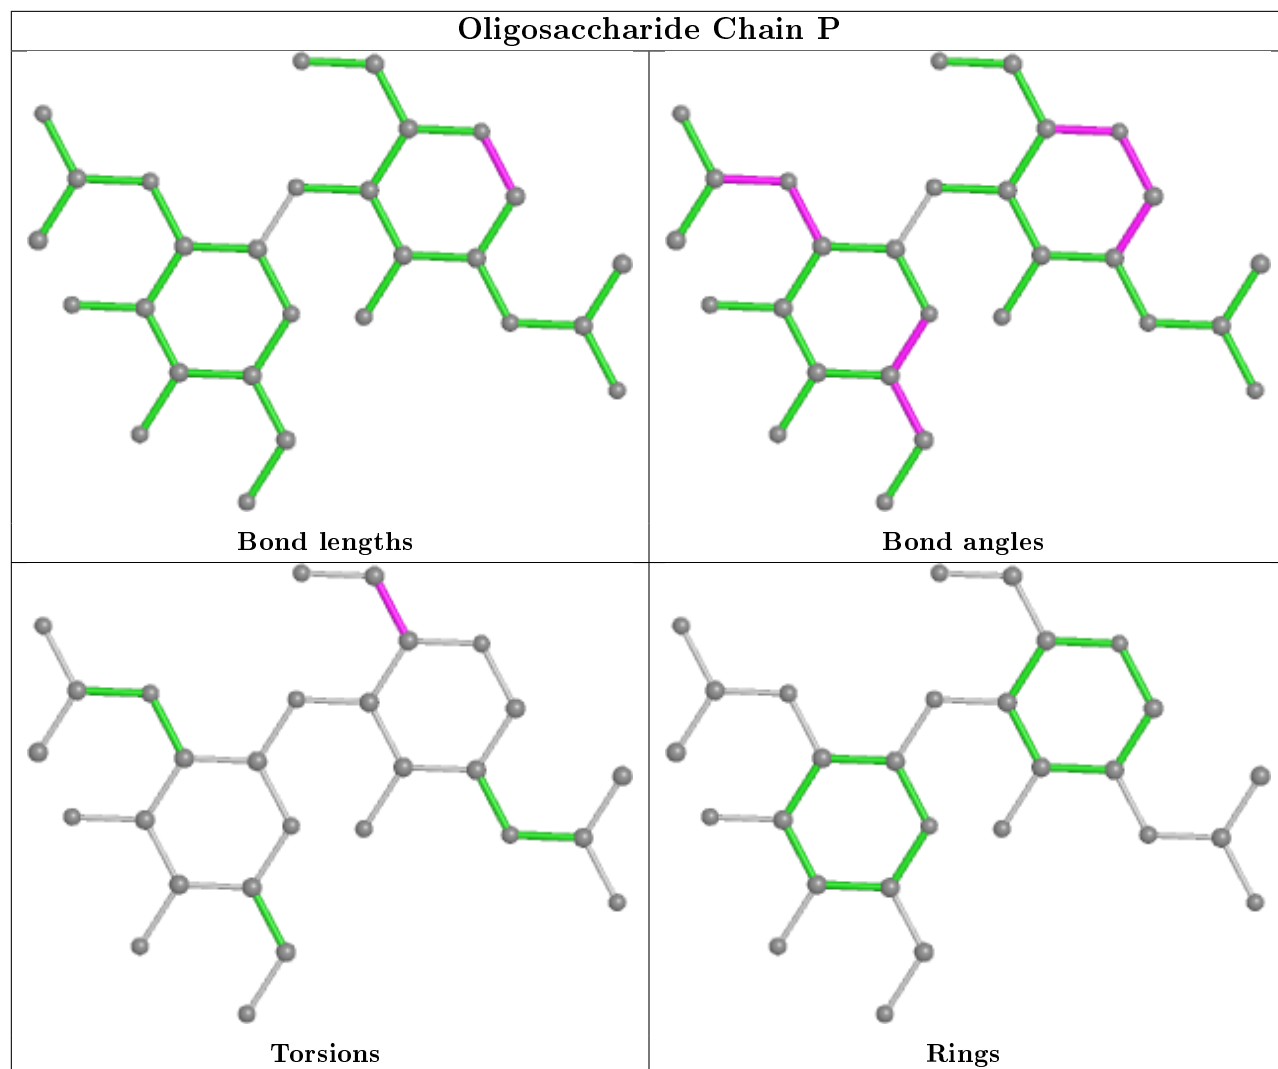 Oligosaccharide Chain P
Bond lengths
Bond angles
Torsions
Rings